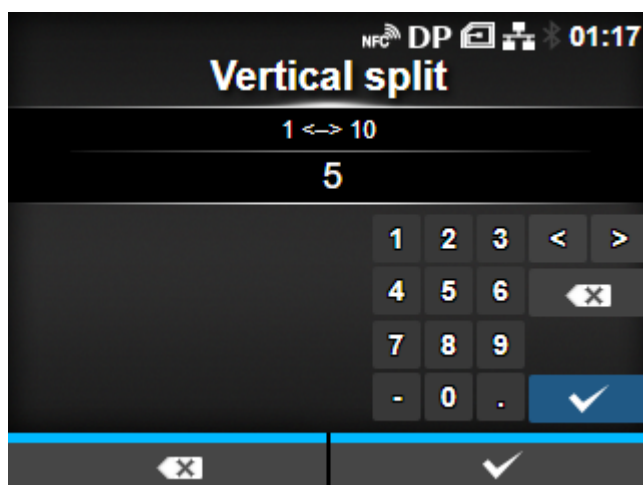 NFC DP 01:17
Vertical split
1 <--> 10
5
1 2 3 < >
4 5 6
7 8 9
- 0 .